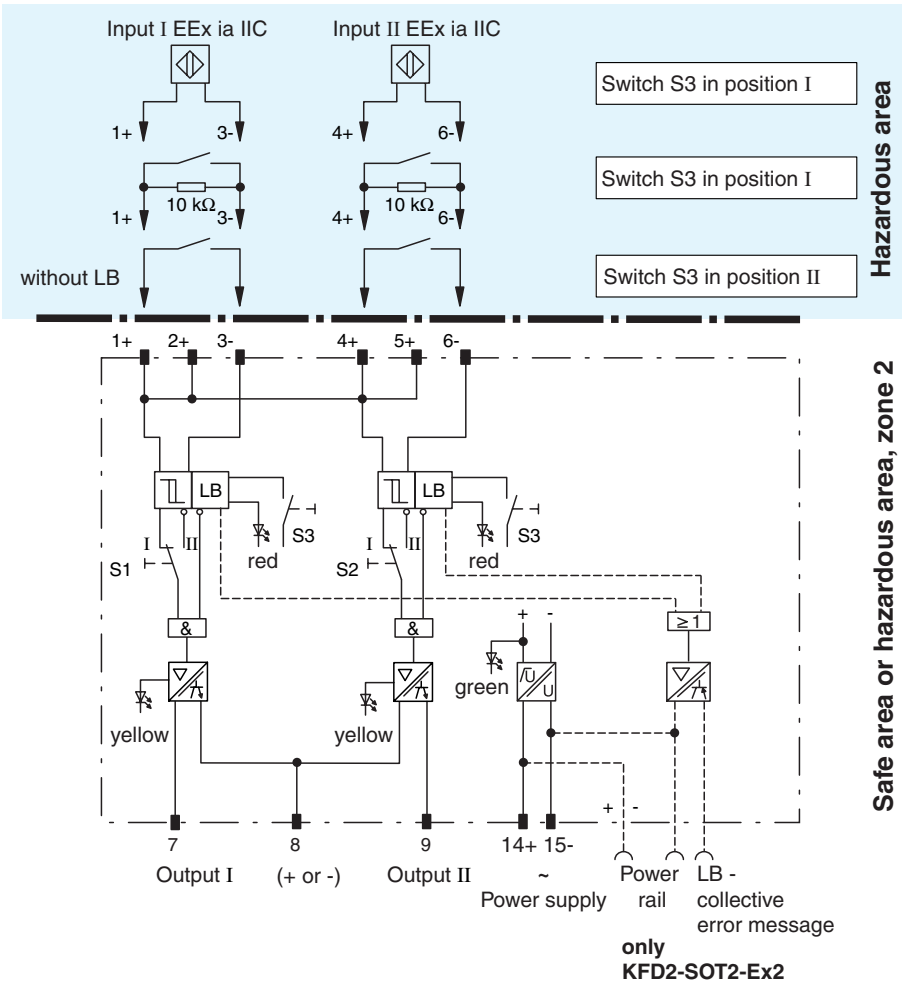 Input I EEx ia IIC
Input II EEx ia IIC
Switch S3 in position I
1+ 3- 4+ 6-
Switch S3 in position I
10 kΩ 10 kΩ
1+ 3- 4+ 6-
without LB
Switch S3 in position II
Hazardous area
1+ 2+ 3- 4+ 5+ 6-
LB LB
S3 S3
I II I II
red red
S1 S2
& & + - ≥ 1
green U U
yellow yellow
+ -
7 8 9 14+ 15-
Output I (+ or -) Output II ~ Power LB -
Power supply rail collective
error message
only
KFD2-SOT2-Ex2
Safe area or hazardous area, zone 2